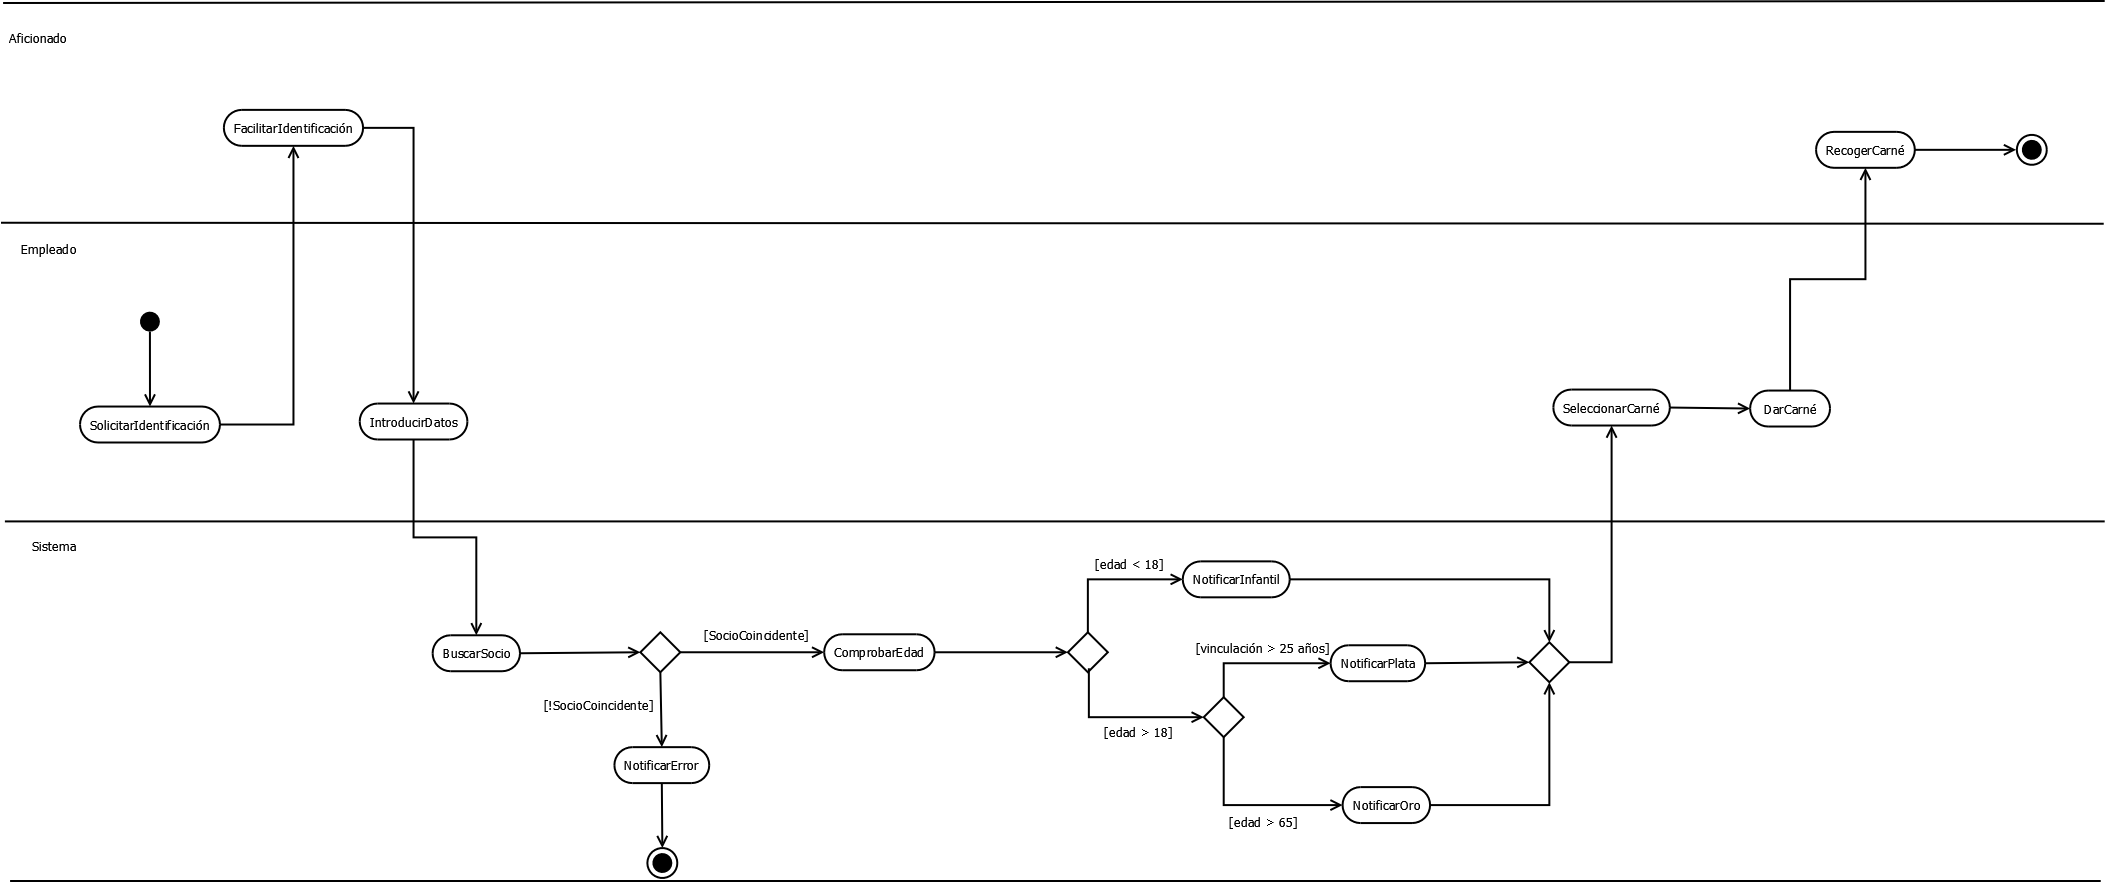 Aficionado
FacilitarIdentificación
RecogerCarné
Empleado
SolicitarIdentificación
IntroducirDatos
SeleccionarCarné
DarCarné
Sistema
[edad < 18]
NotificarInfantil
[SocioCoincidente]
[vinculación > 25 años]
BuscarSocio
ComprobarEdad
NotificarPlata
[!SocioCoincidente]
[edad > 18]
NotificarError
NotificarOro
[edad > 65]